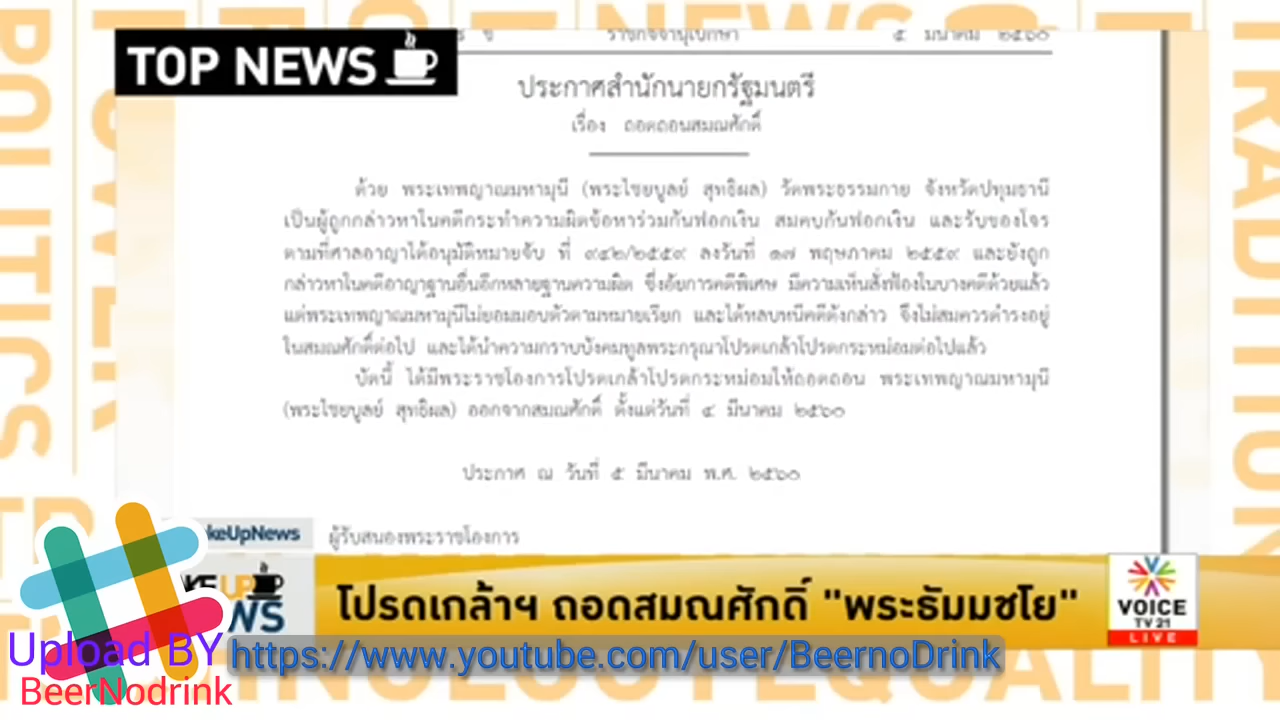 TOP NEWS
ราชกิจจานุเบกษา ๕ มีนาคม ๒๕๖๐
ประกาศสำนักนายกรัฐมนตรี
เรื่อง ถอดถอนสมณศักดิ์
ด้วย พระเทพญาณมหามุนี (พระไชยบูลย์ สุทธิผล) วัดพระธรรมกาย จังหวัดปทุมธานี
เป็นผู้ถูกกล่าวหาในคดีกระทำความผิดข้อหาร่วมกันฟอกเงิน สมคบกันฟอกเงิน และรับของโจร
ตามที่ศาลอาญาได้อนุมัติหมายจับ ที่ ๙๔๒/๒๕๕๙ ลงวันที่ ๑๗ พฤษภาคม ๒๕๕๙ และยังถูก
กล่าวหาในคดีอาญาฐานอื่นอีกหลายฐานความผิด ซึ่งอัยการคดีพิเศษ มีความเห็นสั่งฟ้องในบางคดีด้วยแล้ว
แต่พระเทพญาณมหามุนีไม่ยอมมอบตัวตามหมายเรียก และได้หลบหนีคดีดังกล่าว จึงไม่สมควรดำรงอยู่
ในสมณศักดิ์ต่อไป และได้นำความกราบบังคมทูลพระกรุณาโปรดเกล้าโปรดกระหม่อมต่อไปแล้ว
บัดนี้ ได้มีพระราชโองการโปรดเกล้าโปรดกระหม่อมให้ถอดถอน พระเทพญาณมหามุนี
(พระไชยบูลย์ สุทธิผล) ออกจากสมณศักดิ์ ตั้งแต่วันที่ ๔ มีนาคม ๒๕๖๐
ประกาศ ณ วันที่ ๕ มีนาคม พ.ศ. ๒๕๖๐
keUpNews ผู้รับสนองพระราชโองการ
โปรดเกล้าฯ ถอดสมณศักดิ์ "พระธัมมชโย"
KE UP
WS
VOICE
TV 21
LIVE
Upload BY https://www.youtube.com/user/BeernoDrink
BeerNodrink
POLITICS
POWER
TRADITION
EQUALITY